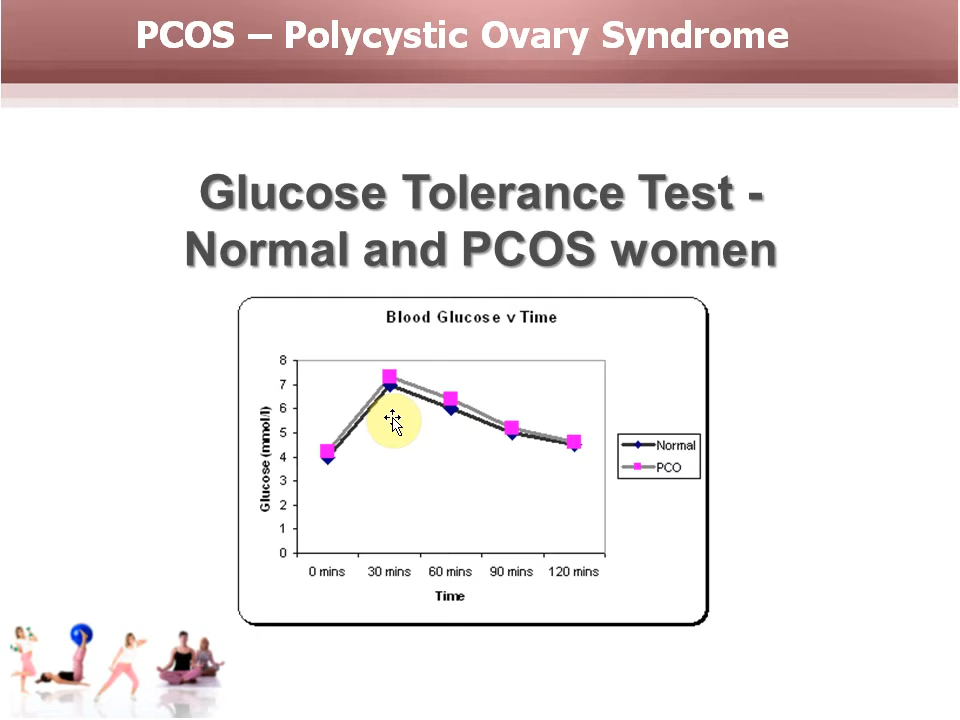 PCOS – Polycystic Ovary Syndrome
Glucose Tolerance Test -
Normal and PCOS women
Blood Glucose v Time
8
7
6
5
4
3
2
1
0
Glucose (mmol/l)
0 mins 30 mins 60 mins 90 mins 120 mins
Time
Normal
PCO